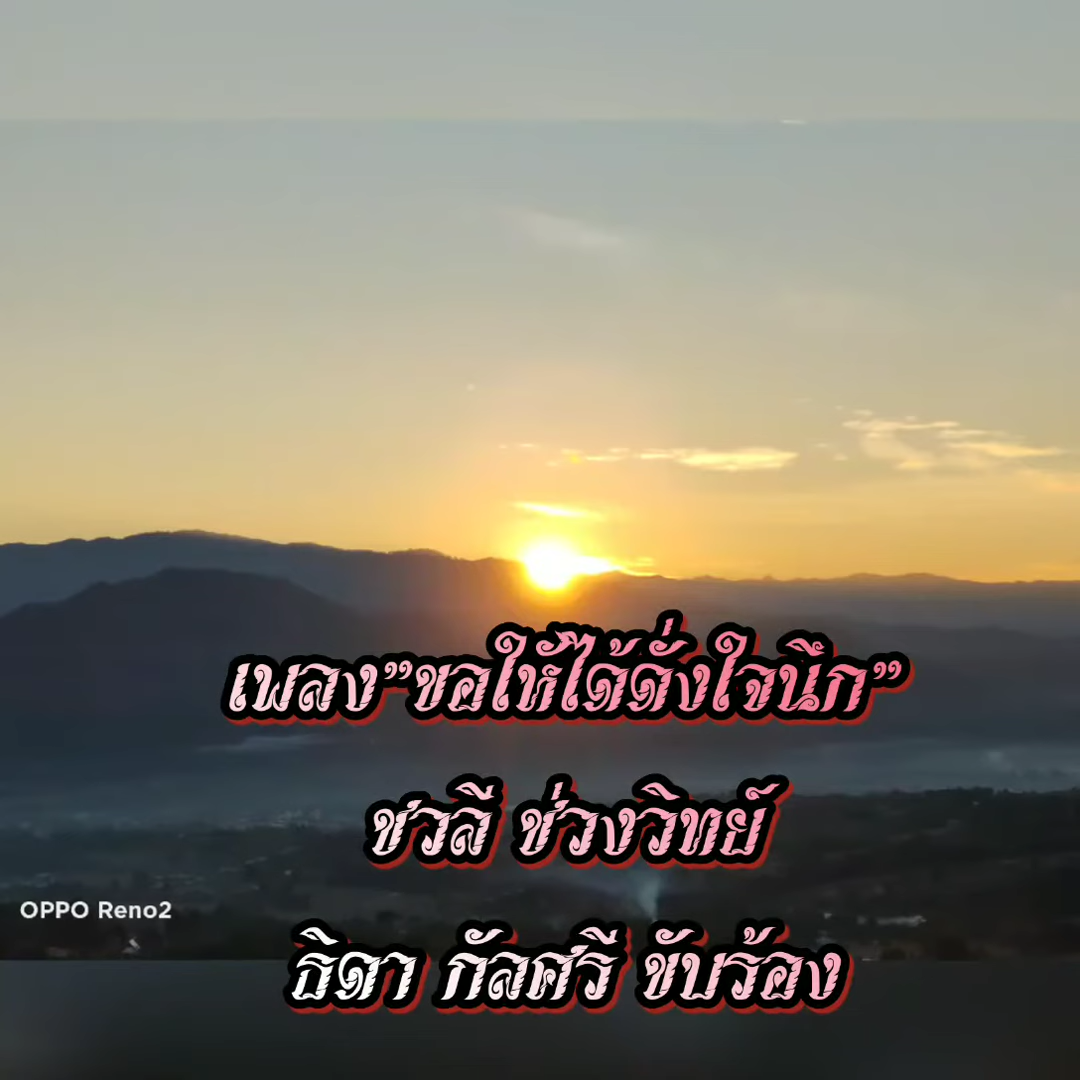 เพลง”ขอให้ได้ดั่งใจนึก”
ชวลี ช่วงวิทย์
OPPO Reno2
ธิดา กัลศรี ขับร้อง